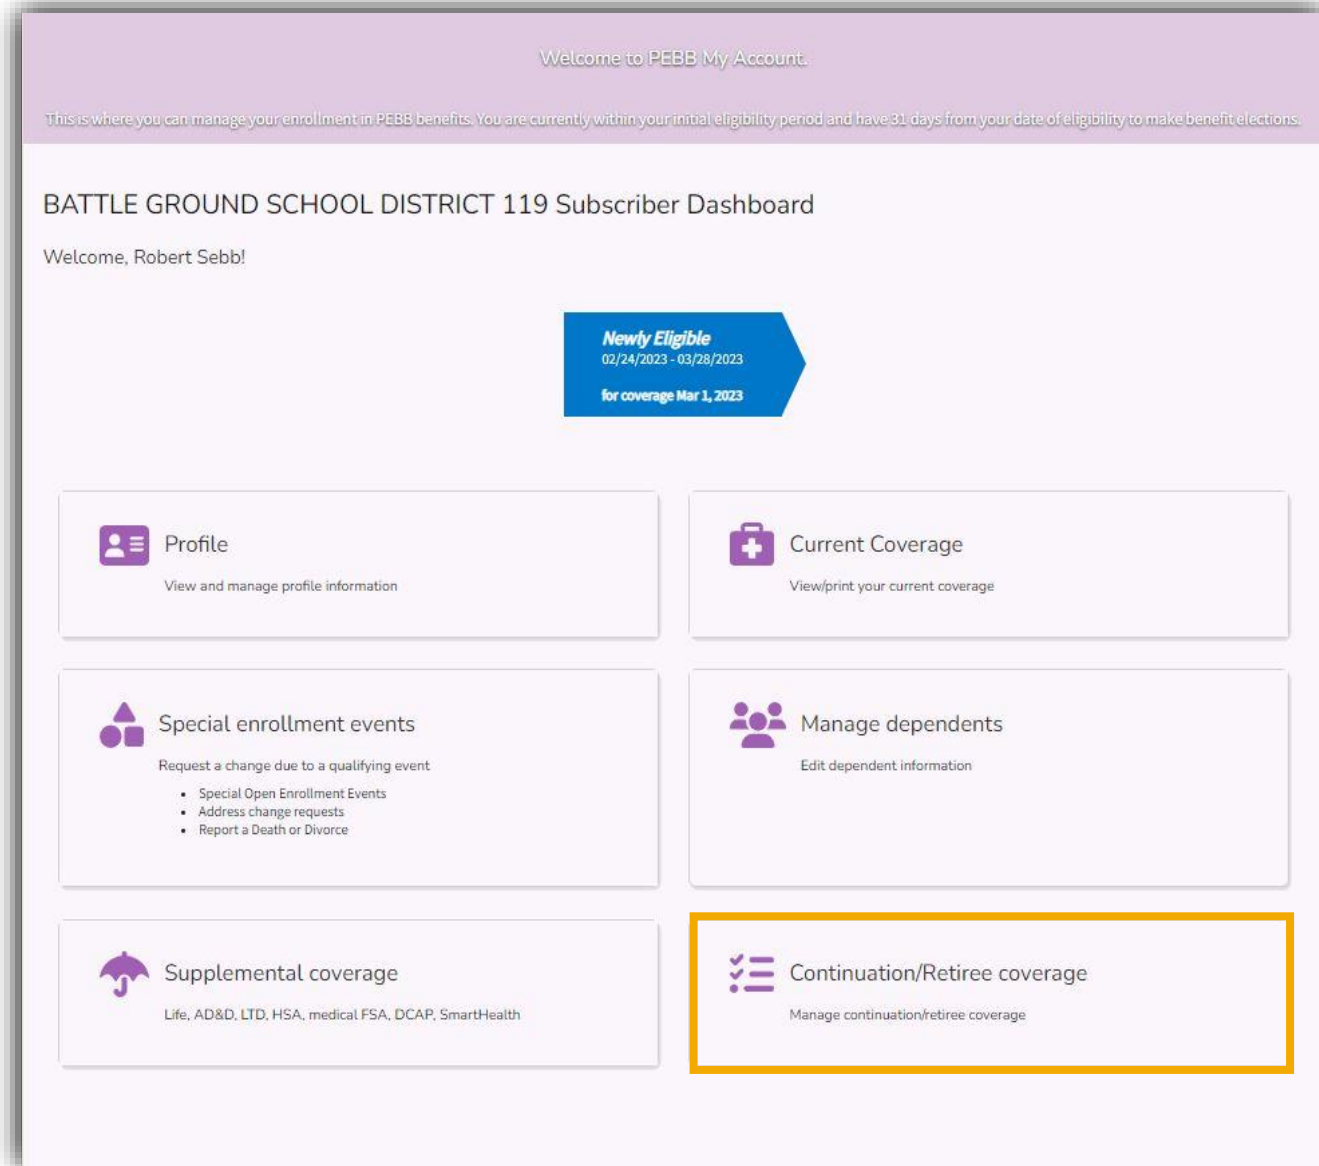 Welcome to PEBB My Account.
This is where you can manage your enrollment in PEBB benefits. You are currently within your initial eligibility period and have 31 days from your date of eligibility to make benefit elections.
BATTLE GROUND SCHOOL DISTRICT 119 Subscriber Dashboard
Welcome, Robert Sebb!
Newly Eligible
02/24/2023 - 03/28/2023
for coverage Mar 1, 2023
Profile
View and manage profile information
Current Coverage
View/print your current coverage
Special enrollment events
Request a change due to a qualifying event
• Special Open Enrollment Events
• Address change requests
• Report a Death or Divorce
Manage dependents
Edit dependent information
Supplemental coverage
Life, AD&D, LTD, HSA, medical FSA, DCAP, SmartHealth
Continuation/Retiree coverage
Manage continuation/retiree coverage